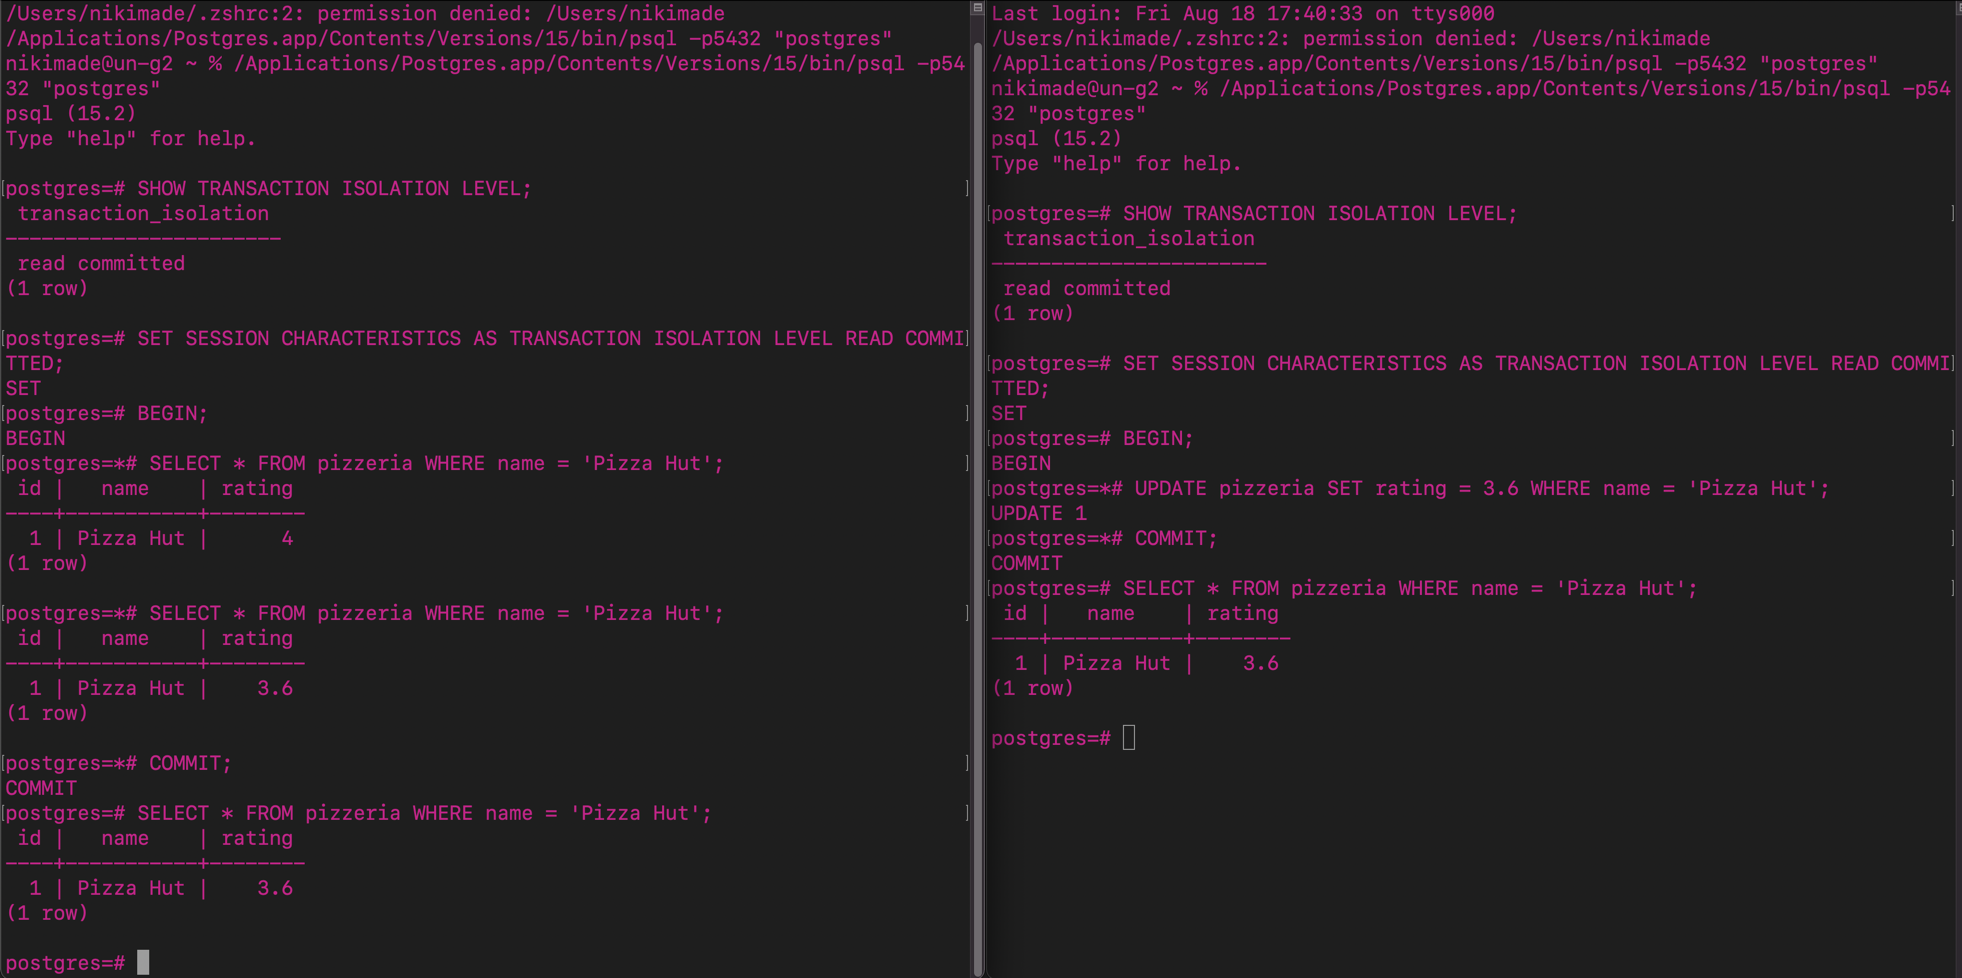 /Users/nikimade/.zshrc:2: permission denied: /Users/nikimade
/Applications/Postgres.app/Contents/Versions/15/bin/psql -p5432 "postgres"
nikimade@un-g2 ~ % /Applications/Postgres.app/Contents/Versions/15/bin/psql -p54
32 "postgres"
psql (15.2)
Type "help" for help.
[postgres=# SHOW TRANSACTION ISOLATION LEVEL; ]
transaction_isolation
-----------------------
read committed
(1 row)
[postgres=# SET SESSION CHARACTERISTICS AS TRANSACTION ISOLATION LEVEL READ COMMI]
TTED;
SET
[postgres=# BEGIN; ]
BEGIN
[postgres=*# SELECT * FROM pizzeria WHERE name = 'Pizza Hut'; ]
id | name | rating
----+-----------+--------
1 | Pizza Hut | 4
(1 row)
[postgres=*# SELECT * FROM pizzeria WHERE name = 'Pizza Hut'; ]
id | name | rating
----+-----------+--------
1 | Pizza Hut | 3.6
(1 row)
[postgres=*# COMMIT; ]
COMMIT
[postgres=# SELECT * FROM pizzeria WHERE name = 'Pizza Hut'; ]
id | name | rating
----+-----------+--------
1 | Pizza Hut | 3.6
(1 row)
postgres=#
Last login: Fri Aug 18 17:40:33 on ttys000
/Users/nikimade/.zshrc:2: permission denied: /Users/nikimade
/Applications/Postgres.app/Contents/Versions/15/bin/psql -p5432 "postgres"
nikimade@un-g2 ~ % /Applications/Postgres.app/Contents/Versions/15/bin/psql -p54
32 "postgres"
psql (15.2)
Type "help" for help.
[postgres=# SHOW TRANSACTION ISOLATION LEVEL; ]
transaction_isolation
-----------------------
read committed
(1 row)
[postgres=# SET SESSION CHARACTERISTICS AS TRANSACTION ISOLATION LEVEL READ COMMI]
TTED;
SET
[postgres=# BEGIN; ]
BEGIN
[postgres=*# UPDATE pizzeria SET rating = 3.6 WHERE name = 'Pizza Hut'; ]
UPDATE 1
[postgres=*# COMMIT; ]
COMMIT
[postgres=# SELECT * FROM pizzeria WHERE name = 'Pizza Hut'; ]
id | name | rating
----+-----------+--------
1 | Pizza Hut | 3.6
(1 row)
postgres=#